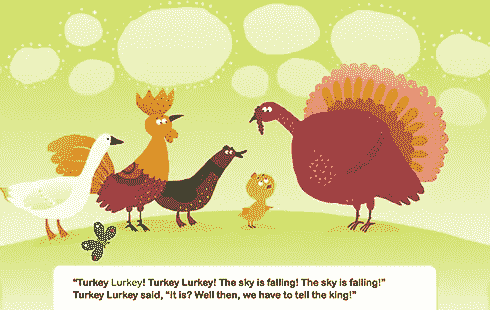 “Turkey Lurkey! Turkey Lurkey! The sky is falling! The sky is falling!”
Turkey Lurkey said, “It is? Well then, we have to tell the king!”